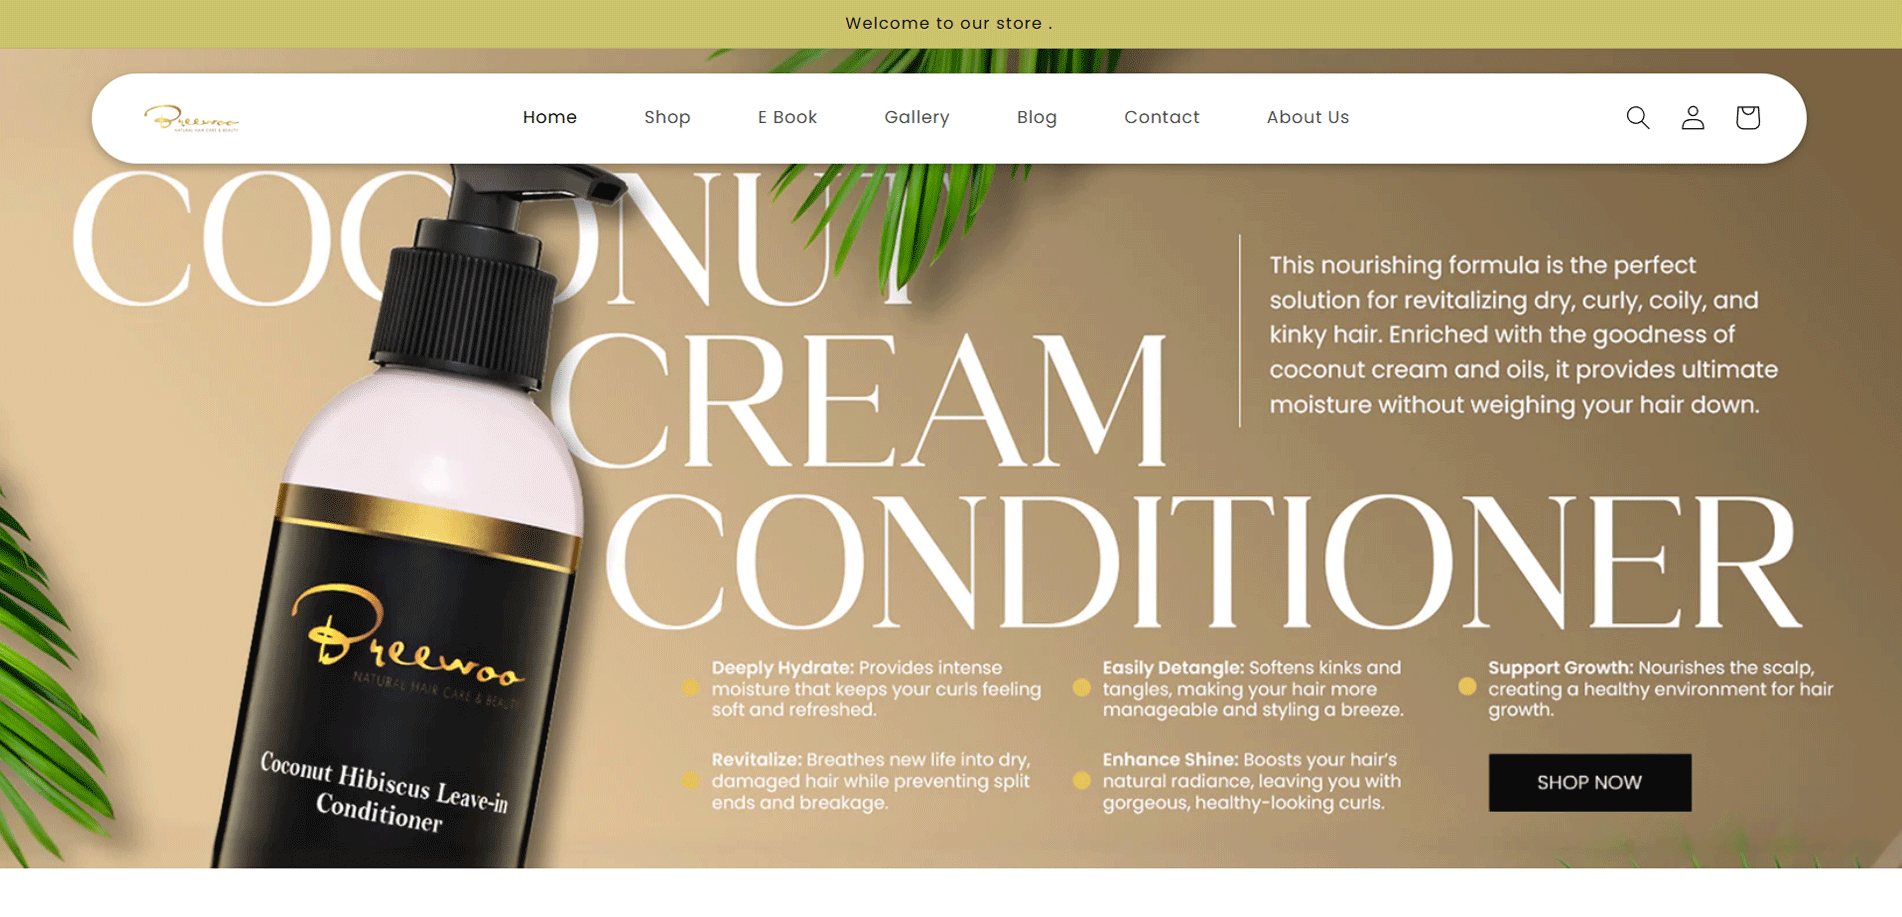 Welcome to our store .
Breewoo
NATURAL HAIR CARE & BEAUTY
Home
Shop
E Book
Gallery
Blog
Contact
About Us
COCONUT
CREAM
CONDITIONER
This nourishing formula is the perfect
solution for revitalizing dry, curly, coily, and
kinky hair. Enriched with the goodness of
coconut cream and oils, it provides ultimate
moisture without weighing your hair down.
Breewoo
NATURAL HAIR CARE & BEAUTY
Coconut Hibiscus Leave-in
Conditioner
Deeply Hydrate: Provides intense
moisture that keeps your curls feeling
soft and refreshed.
Easily Detangle: Softens kinks and
tangles, making your hair more
manageable and styling a breeze.
Support Growth: Nourishes the scalp,
creating a healthy environment for hair
growth.
Revitalize: Breathes new life into dry,
damaged hair while preventing split
ends and breakage.
Enhance Shine: Boosts your hair’s
natural radiance, leaving you with
gorgeous, healthy-looking curls.
SHOP NOW